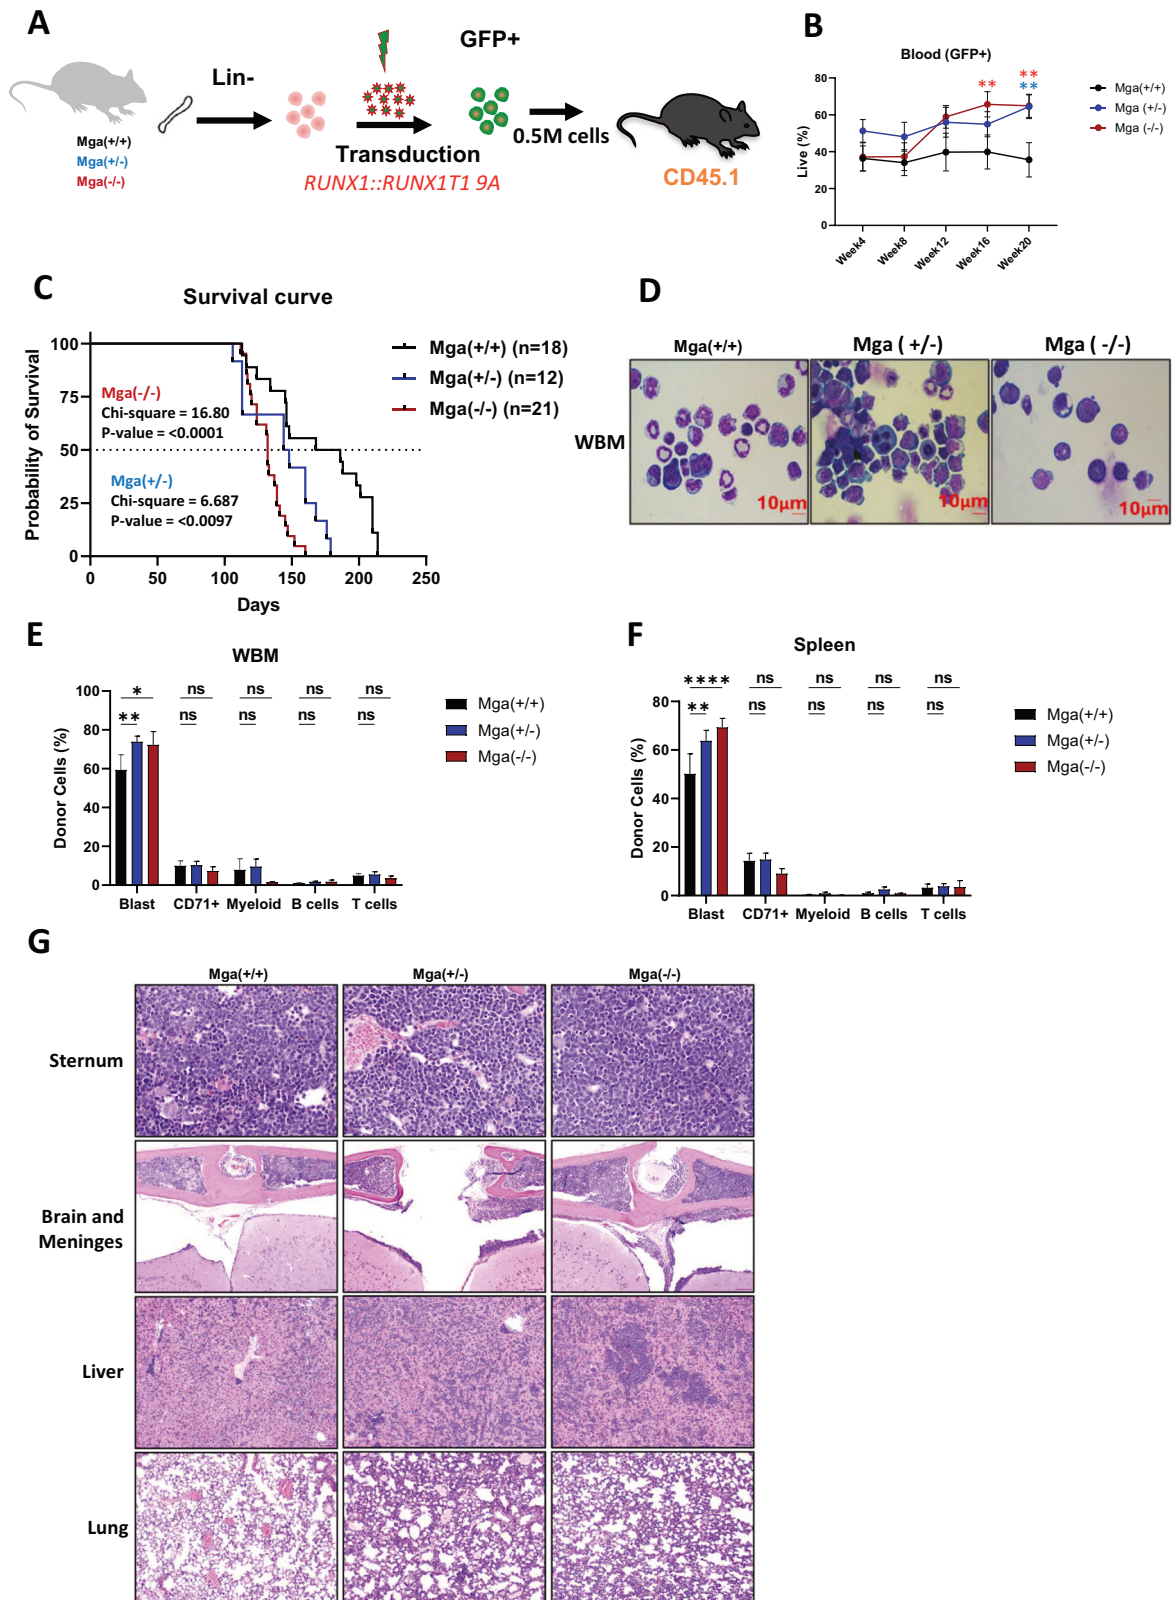 A
Lin-
GFP+
Mga(+/+)
Mga(+/-)
Mga(-/-)
Transduction
RUNX1::RUNX1T1 9A
0.5M cells
CD45.1
B
Blood (GFP+)
Live (%)
80
60
40
20
0
** **
**
Week4
Week8
Week12
Week16
Week20
Mga(+/+)
Mga (+/-)
Mga (-/-)
C
Survival curve
Probability of Survival
100
75
50
25
0
Mga(-/-)
Chi-square = 16.80
P-value = <0.0001
Mga(+/-)
Chi-square = 6.687
P-value = <0.0097
0 50 100 150 200 250
Days
Mga(+/+) (n=18)
Mga(+/-) (n=12)
Mga(-/-) (n=21)
D
Mga(+/+) Mga ( +/-) Mga ( -/-)
WBM
10μm 10μm 10μm
E
WBM
Donor Cells (%)
100
80
60
40
20
0
* ns ns ns ns
** ns ns ns ns
Blast CD71+ Myeloid B cells T cells
Mga(+/+)
Mga(+/-)
Mga(-/-)
F
Spleen
Donor Cells (%)
80
60
40
20
0
**** ns ns ns ns
** ns ns ns ns
Blast CD71+ Myeloid B cells T cells
Mga(+/+)
Mga(+/-)
Mga(-/-)
G
Mga(+/+) Mga(+/-) Mga(-/-)
Sternum
Brain and
Meninges
Liver
Lung